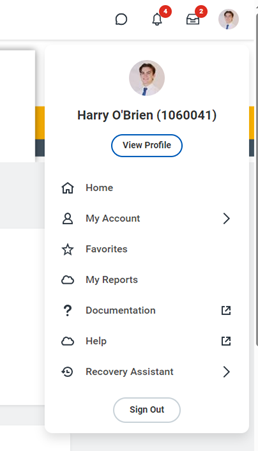 4
2
Harry O'Brien (1060041)
View Profile
Home
My Account
Favorites
My Reports
Documentation
Help
Recovery Assistant
Sign Out